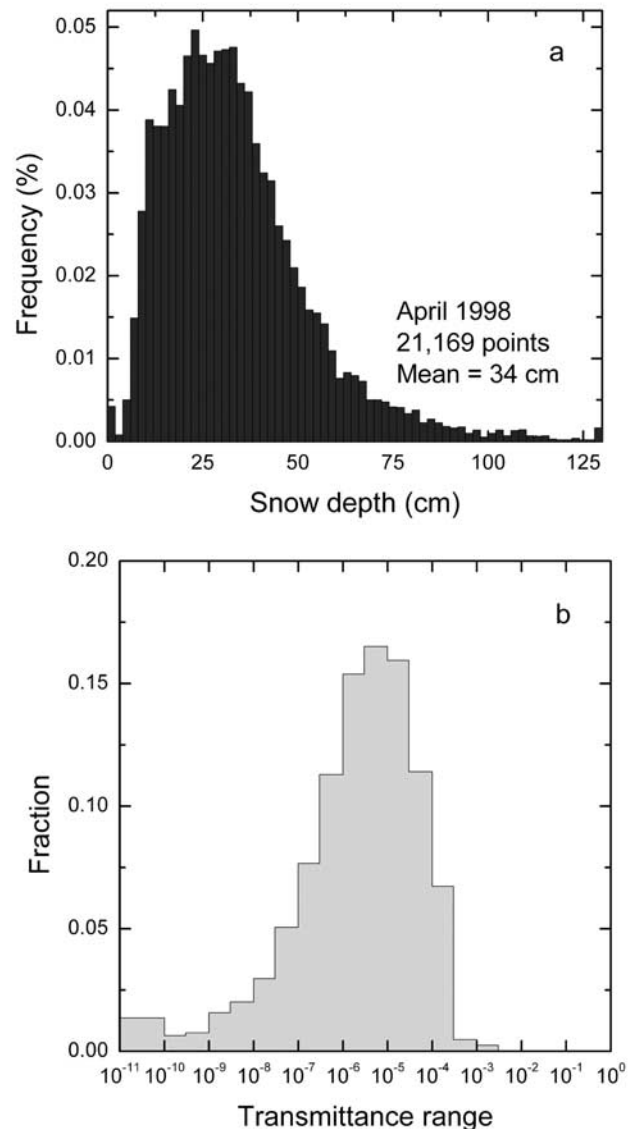 a
0.05
0.04
0.03
0.02
0.01
0.00
Frequency (%)
April 1998
21,169 points
Mean = 34 cm
0 25 50 75 100 125
Snow depth (cm)
b
0.20
0.15
0.10
0.05
0.00
Fraction
10⁻¹¹ 10⁻¹⁰ 10⁻⁹ 10⁻⁸ 10⁻⁷ 10⁻⁶ 10⁻⁵ 10⁻⁴ 10⁻³ 10⁻² 10⁻¹ 10⁰
Transmittance range